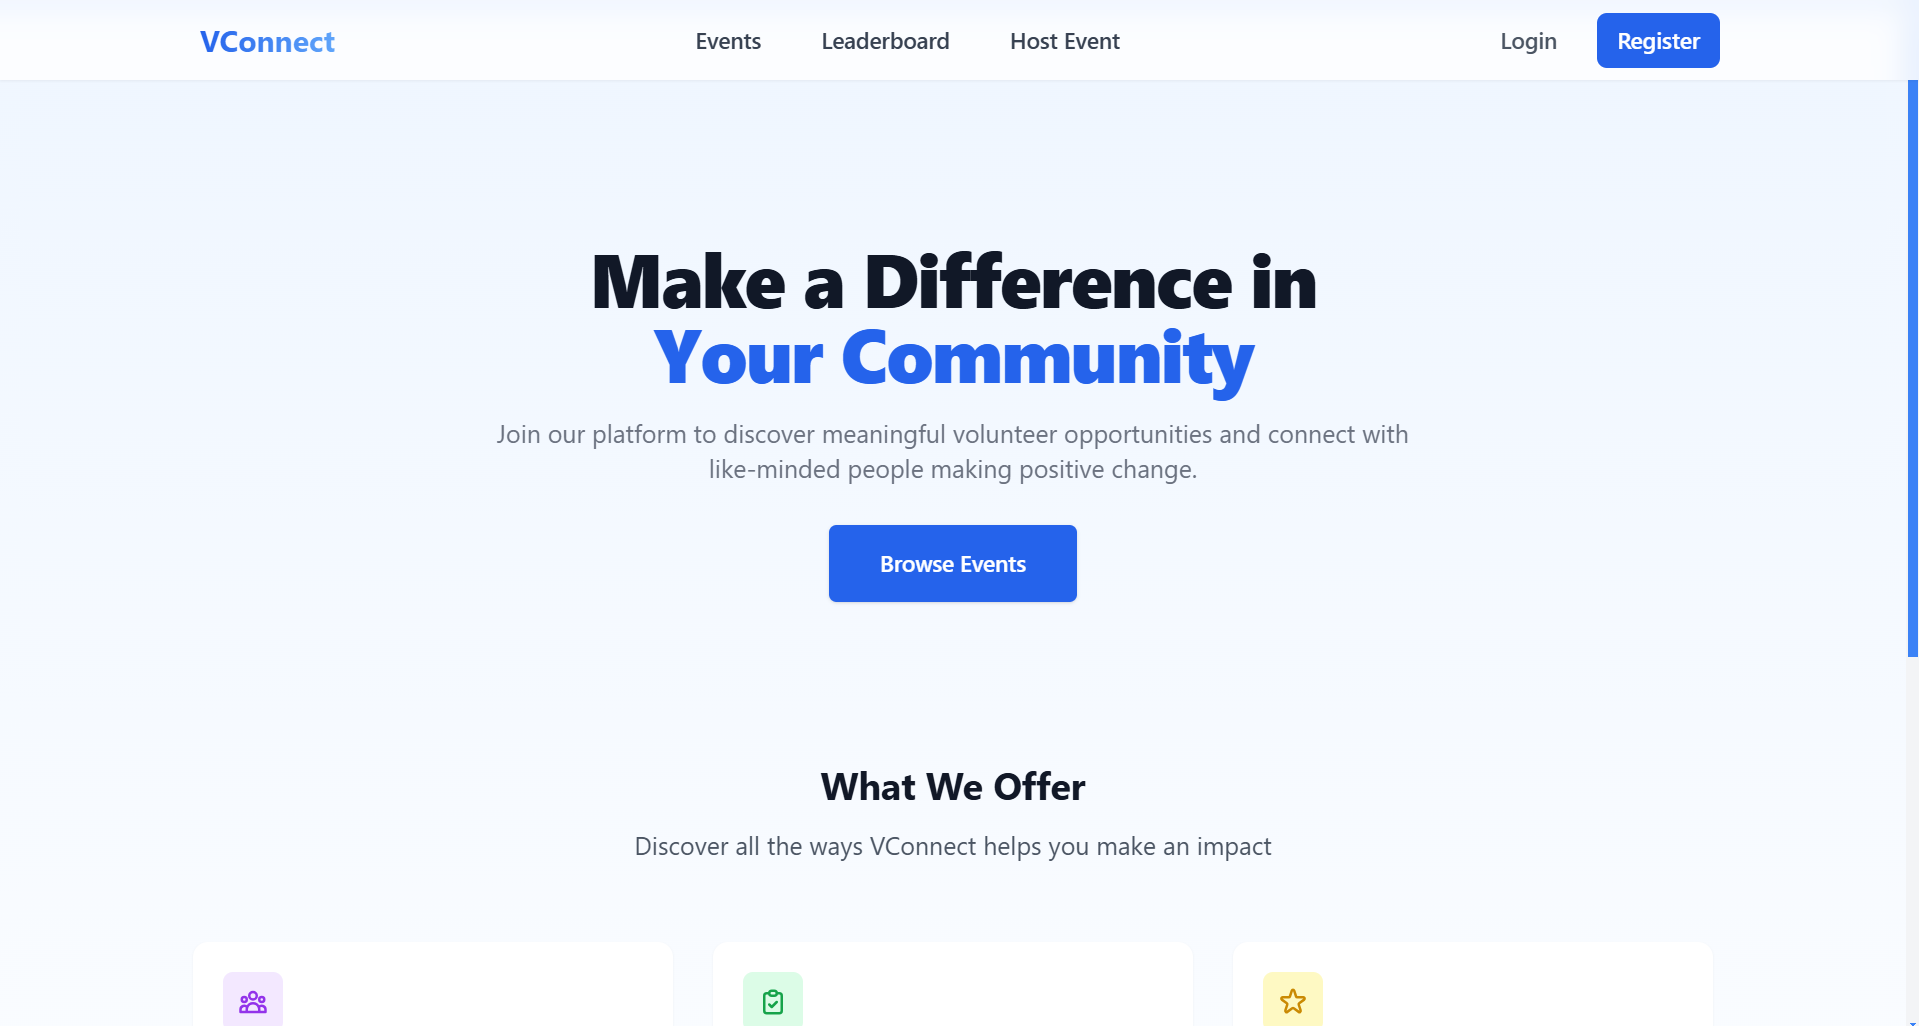 VConnect
Events
Leaderboard
Host Event
Login
Register
Make a Difference in
Your Community
Join our platform to discover meaningful volunteer opportunities and connect with
like-minded people making positive change.
Browse Events
What We Offer
Discover all the ways VConnect helps you make an impact